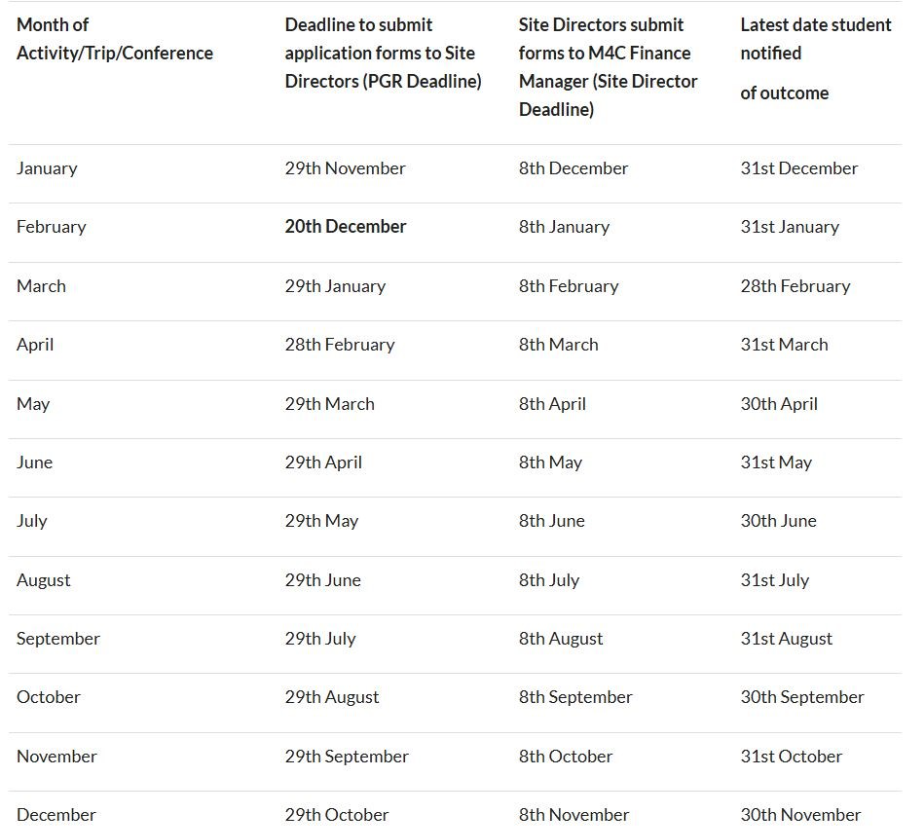 Month of
Activity/Trip/Conference
Deadline to submit
application forms to Site
Directors (PGR Deadline)
Site Directors submit
forms to M4C Finance
Manager (Site Director
Deadline)
Latest date student
notified
of outcome
January 29th November 8th December 31st December
February 20th December 8th January 31st January
March 29th January 8th February 28th February
April 28th February 8th March 31st March
May 29th March 8th April 30th April
June 29th April 8th May 31st May
July 29th May 8th June 30th June
August 29th June 8th July 31st July
September 29th July 8th August 31st August
October 29th August 8th September 30th September
November 29th September 8th October 31st October
December 29th October 8th November 30th November